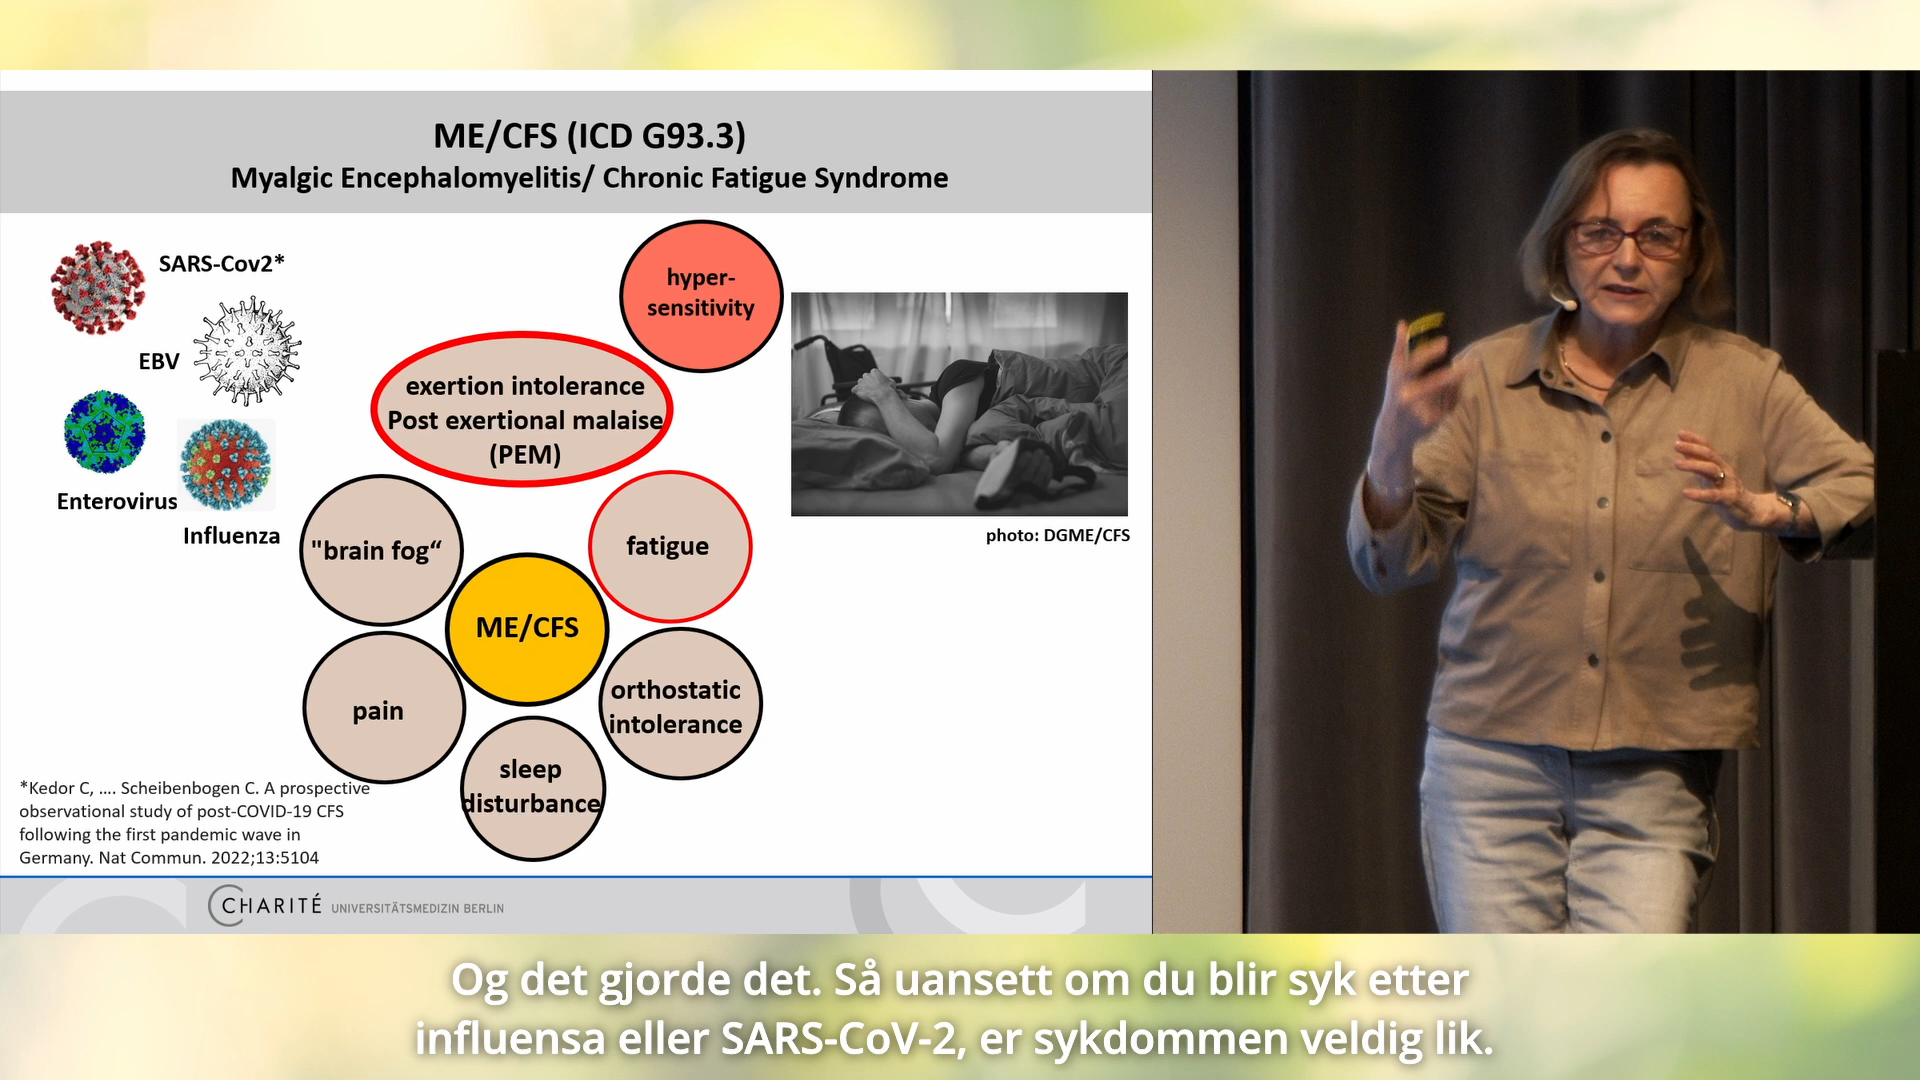 ME/CFS (ICD G93.3)
Myalgic Encephalomyelitis/ Chronic Fatigue Syndrome
SARS-Cov2*
EBV
Enterovirus
Influenza
hyper-
sensitivity
exertion intolerance
Post exertional malaise
(PEM)
"brain fog“
fatigue
ME/CFS
pain
orthostatic
intolerance
sleep
disturbance
photo: DGME/CFS
*Kedor C, .... Scheibenbogen C. A prospective
observational study of post-COVID-19 CFS
following the first pandemic wave in
Germany. Nat Commun. 2022;13:5104
CHARITÉ UNIVERSITÄTSMEDIZIN BERLIN
Og det gjorde det. Så uansett om du blir syk etter
influensa eller SARS-CoV-2, er sykdommen veldig lik.